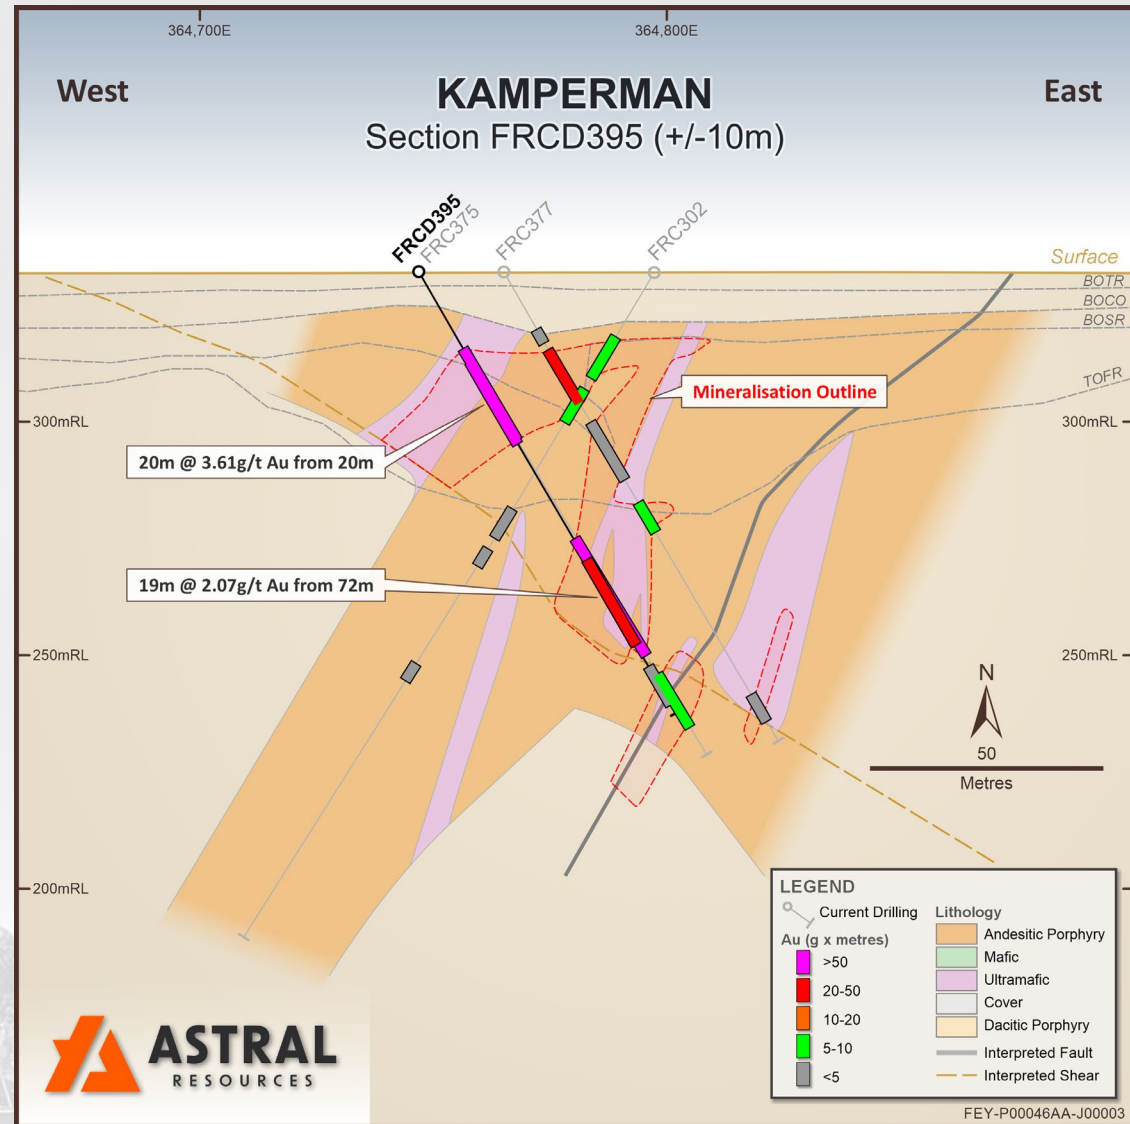 364,700E
364,800E
West
KAMPERMAN
East
Section FRCD395 (+/-10m)
FRCD395
FRC375
FRC377
FRC302
Surface
BOTR
BOCO
BOSR
TOFR
Mineralisation Outline
300mRL
300mRL
20m @ 3.61g/t Au from 20m
19m @ 2.07g/t Au from 72m
250mRL
250mRL
N
50
Metres
200mRL
LEGEND
Current Drilling
Au (g x metres)
>50
20-50
10-20
5-10
<5
Lithology
Andesitic Porphyry
Mafic
Ultramafic
Cover
Dacitic Porphyry
Interpreted Fault
Interpreted Shear
ASTRAL
RESOURCES
FEY-P00046AA-J00003